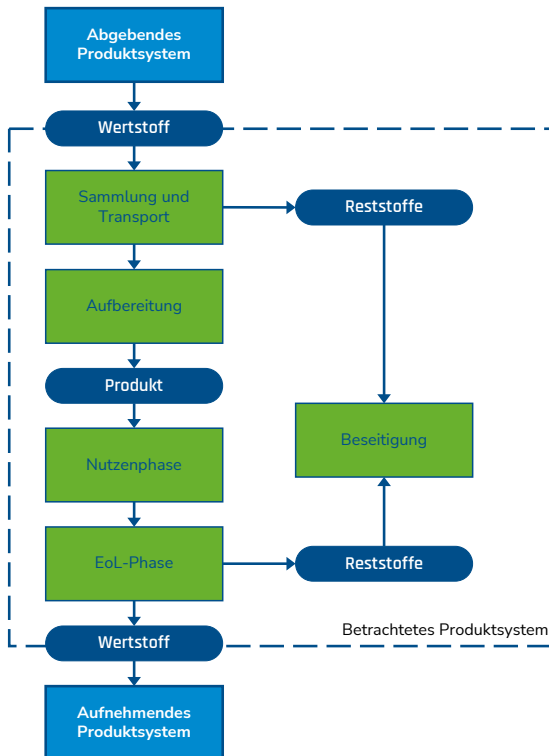 Abgebendes
Produktsystem
Wertstoff
Sammlung und
Transport
Reststoffe
Aufbereitung
Produkt
Beseitigung
Nutzenphase
EoL-Phase
Reststoffe
Betrachtetes Produktsystem
Wertstoff
Aufnehmendes
Produktsystem